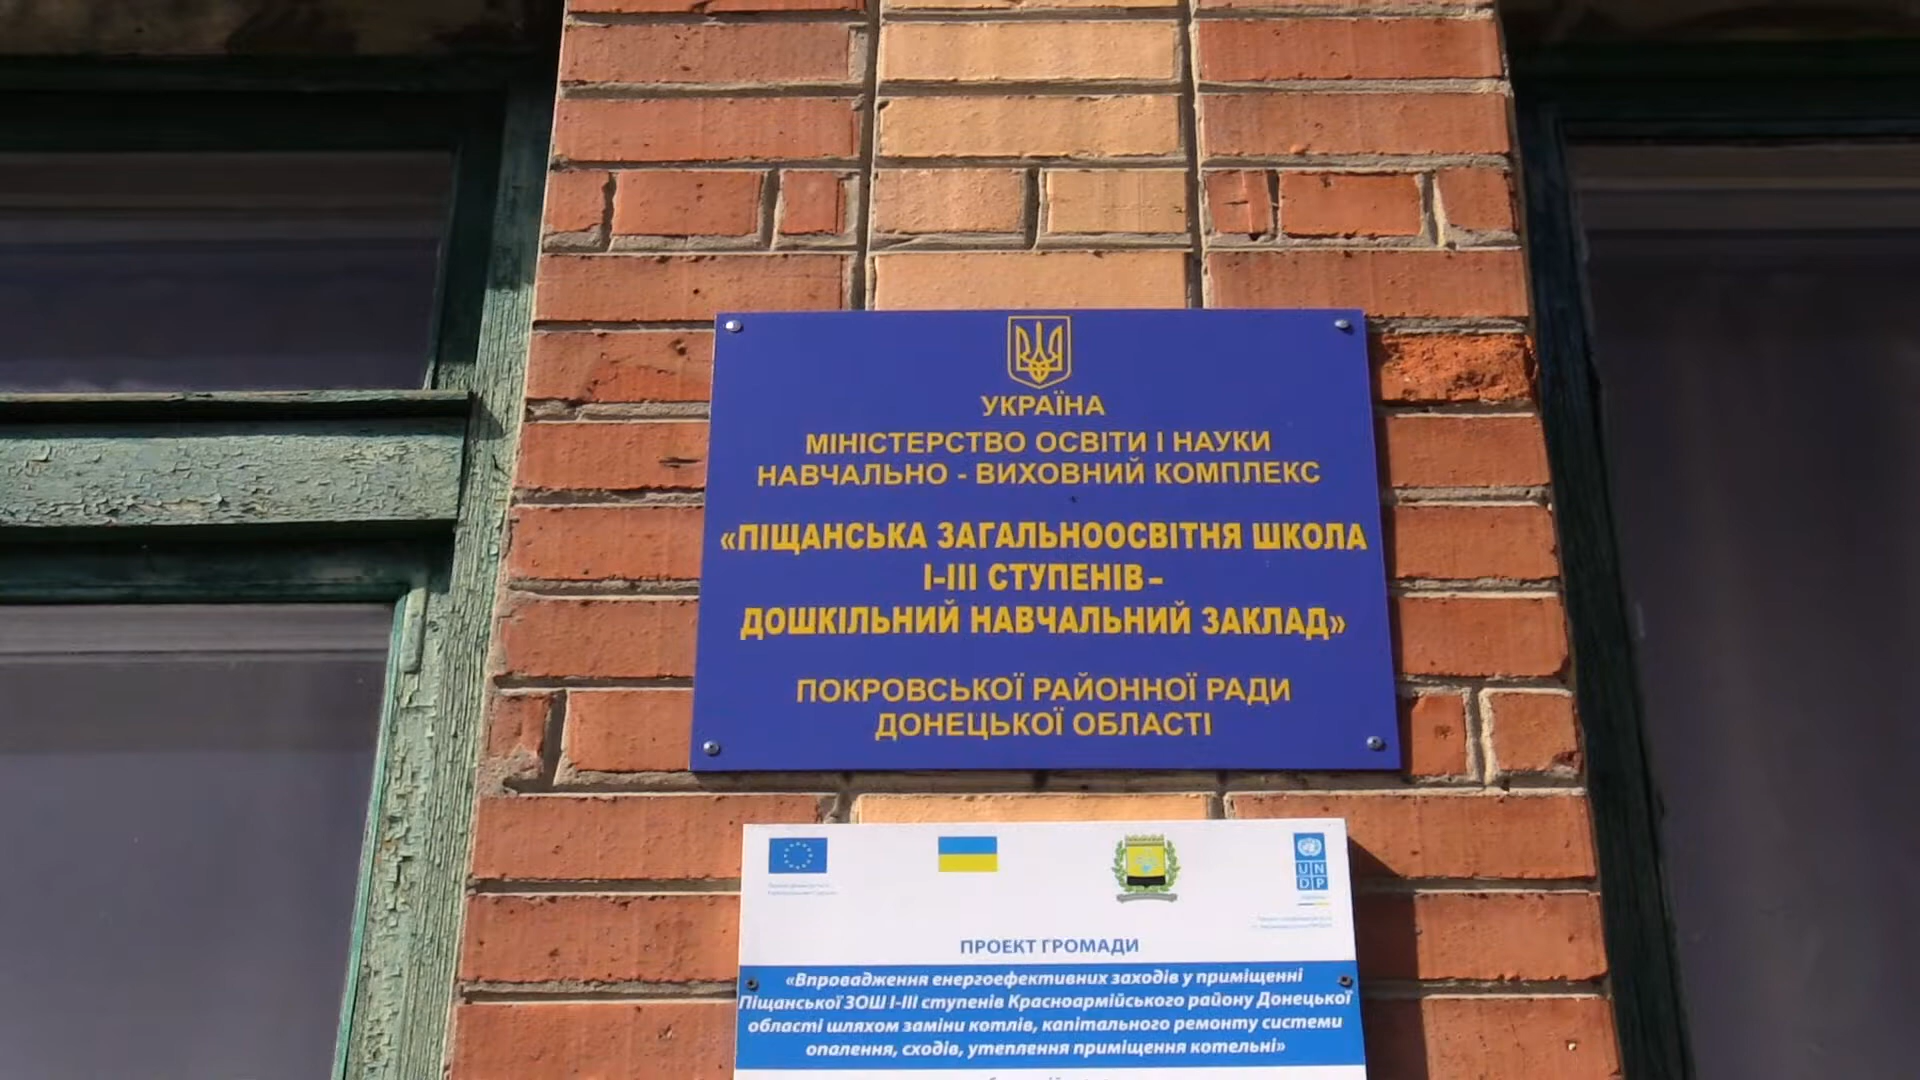 УКРАЇНА
МІНІСТЕРСТВО ОСВІТИ І НАУКИ
НАВЧАЛЬНО - ВИХОВНИЙ КОМПЛЕКС
«ПІЩАНСЬКА ЗАГАЛЬНООСВІТНЯ ШКОЛА
І-ІІІ СТУПЕНІВ–
ДОШКІЛЬНИЙ НАВЧАЛЬНИЙ ЗАКЛАД»
ПОКРОВСЬКОЇ РАЙОННОЇ РАДИ
ДОНЕЦЬКОЇ ОБЛАСТІ
UN
DP
ПРОЕКТ ГРОМАДИ
«Впровадження енергоефективних заходів у приміщенні
Піщанської ЗОШ І-ІІІ ступенів Красноармійського району Донецької
області шляхом заміни котлів, капітального ремонту системи
опалення, сходів, утеплення приміщення котельні»